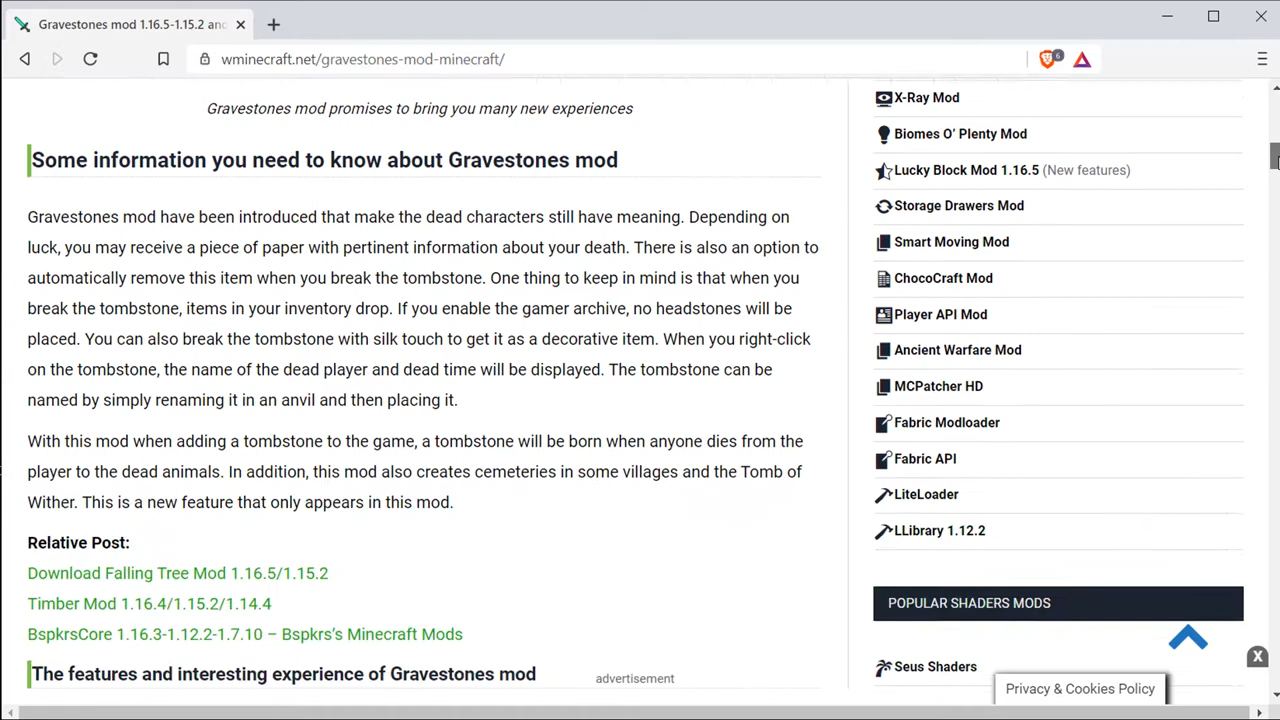 Gravestones mod 1.16.5-1.15.2 and
wminecraft.net/gravestones-mod-minecraft/
6
Gravestones mod promises to bring you many new experiences
Some information you need to know about Gravestones mod
Gravestones mod have been introduced that make the dead characters still have meaning. Depending on
luck, you may receive a piece of paper with pertinent information about your death. There is also an option to
automatically remove this item when you break the tombstone. One thing to keep in mind is that when you
break the tombstone, items in your inventory drop. If you enable the gamer archive, no headstones will be
placed. You can also break the tombstone with silk touch to get it as a decorative item. When you right-click
on the tombstone, the name of the dead player and dead time will be displayed. The tombstone can be
named by simply renaming it in an anvil and then placing it.
With this mod when adding a tombstone to the game, a tombstone will be born when anyone dies from the
player to the dead animals. In addition, this mod also creates cemeteries in some villages and the Tomb of
Wither. This is a new feature that only appears in this mod.
Relative Post:
Download Falling Tree Mod 1.16.5/1.15.2
Timber Mod 1.16.4/1.15.2/1.14.4
BspkrsCore 1.16.3-1.12.2-1.7.10 – Bspkrs's Minecraft Mods
The features and interesting experience of Gravestones mod
advertisement
X-Ray Mod
Biomes O' Plenty Mod
Lucky Block Mod 1.16.5 (New features)
Storage Drawers Mod
Smart Moving Mod
ChocoCraft Mod
Player API Mod
Ancient Warfare Mod
MCPatcher HD
Fabric Modloader
Fabric API
LiteLoader
LLibrary 1.12.2
POPULAR SHADERS MODS
Seus Shaders
X
Privacy & Cookies Policy